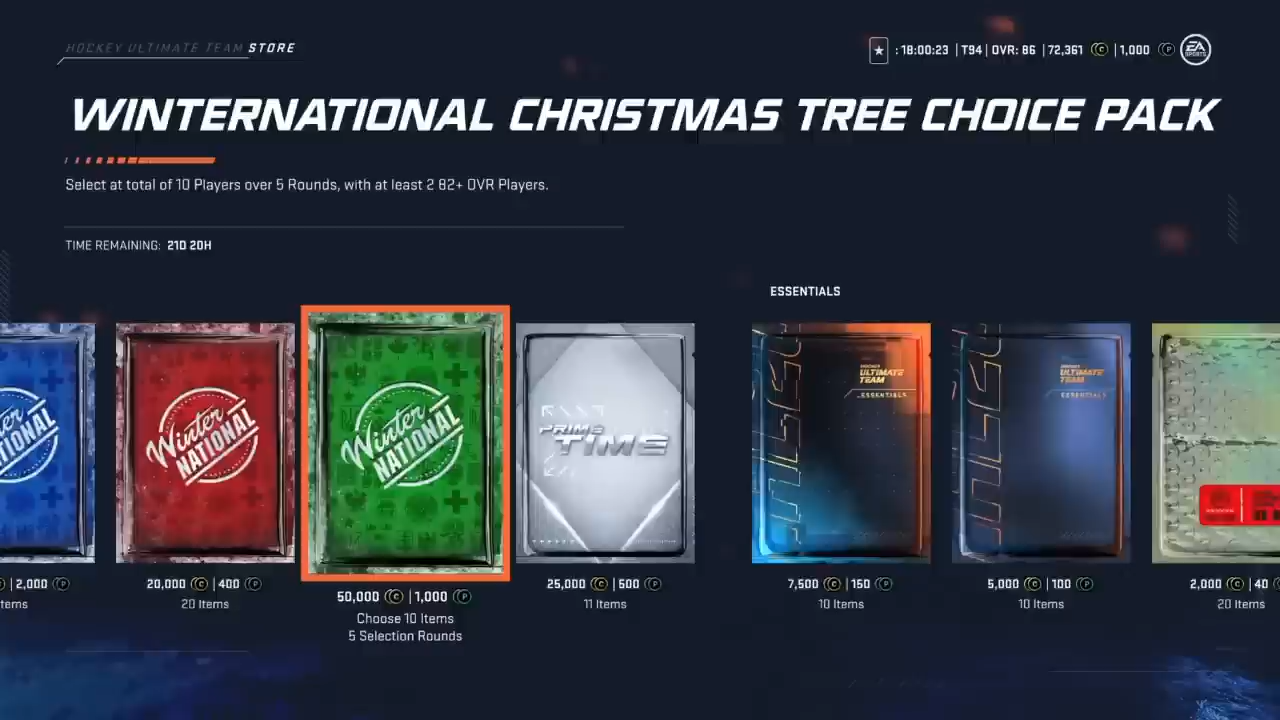 HOCKEY ULTIMATE TEAM STORE
: 18:00:23 | T94 | OVR: 86 | 72,361 C | 1,000 P
EA
SPORTS
WINTERNATIONAL CHRISTMAS TREE CHOICE PACK
Select at total of 10 Players over 5 Rounds, with at least 2 82+ OVR Players.
TIME REMAINING: 21D 20H
ESSENTIALS
Winter
NATIONAL
Winter
NATIONAL
PRIME
TIME
HOCKEY
ULTIMATE
TEAM
ESSENTIALS
HOCKEY
ULTIMATE
TEAM
ESSENTIALS
| 2,000 P
20,000 C | 400 P
20 Items
50,000 C | 1,000 P
Choose 10 Items
5 Selection Rounds
25,000 C | 500 P
11 Items
7,500 C | 150 P
10 Items
5,000 C | 100 P
10 Items
2,000 C | 40
20 Items